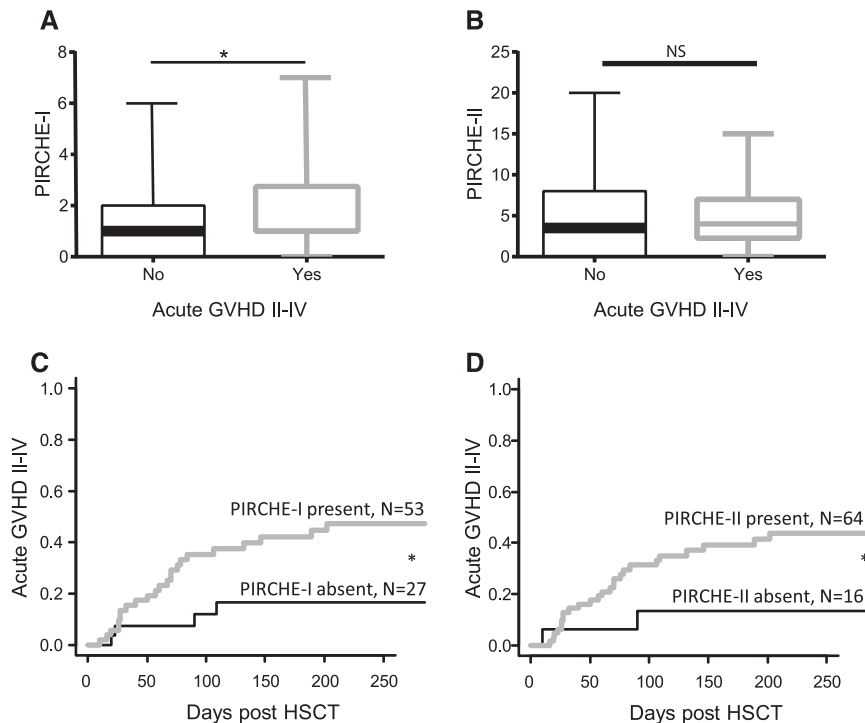 A
8
6
4
2
0
PIRCHE-I
*
No
Yes
Acute GVHD II-IV
B
25
20
15
10
5
0
PIRCHE-II
NS
No
Yes
Acute GVHD II-IV
C
1.0
0.8
0.6
0.4
0.2
0.0
Acute GVHD II-IV
PIRCHE-I present, N=53
*
PIRCHE-I absent, N=27
0
50
100
150
200
250
Days post HSCT
D
1.0
0.8
0.6
0.4
0.2
0.0
Acute GVHD II-IV
PIRCHE-II present, N=64
*
PIRCHE-II absent, N=16
0
50
100
150
200
250
Days post HSCT